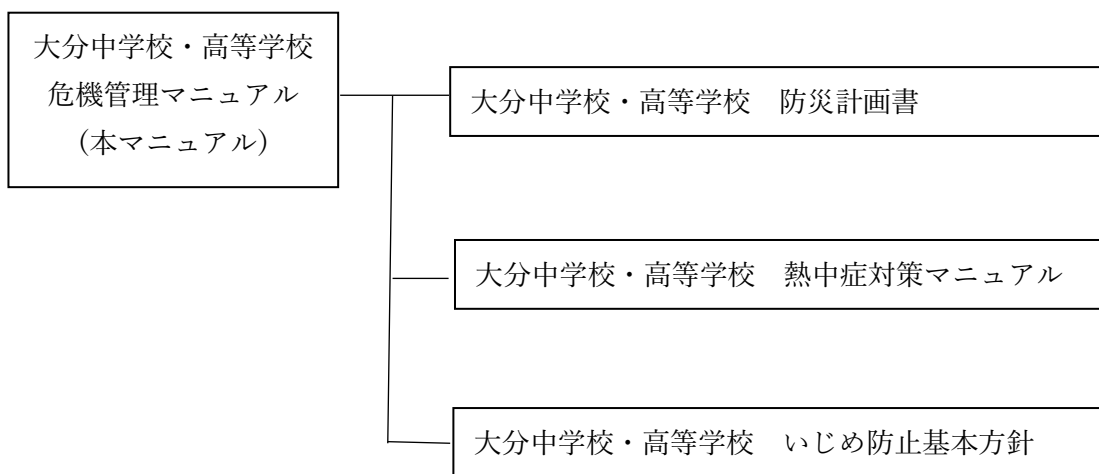 大分中学校・高等学校
危機管理マニュアル
（本マニュアル）
大分中学校・高等学校　防災計画書
大分中学校・高等学校　熱中症対策マニュアル
大分中学校・高等学校　いじめ防止基本方針